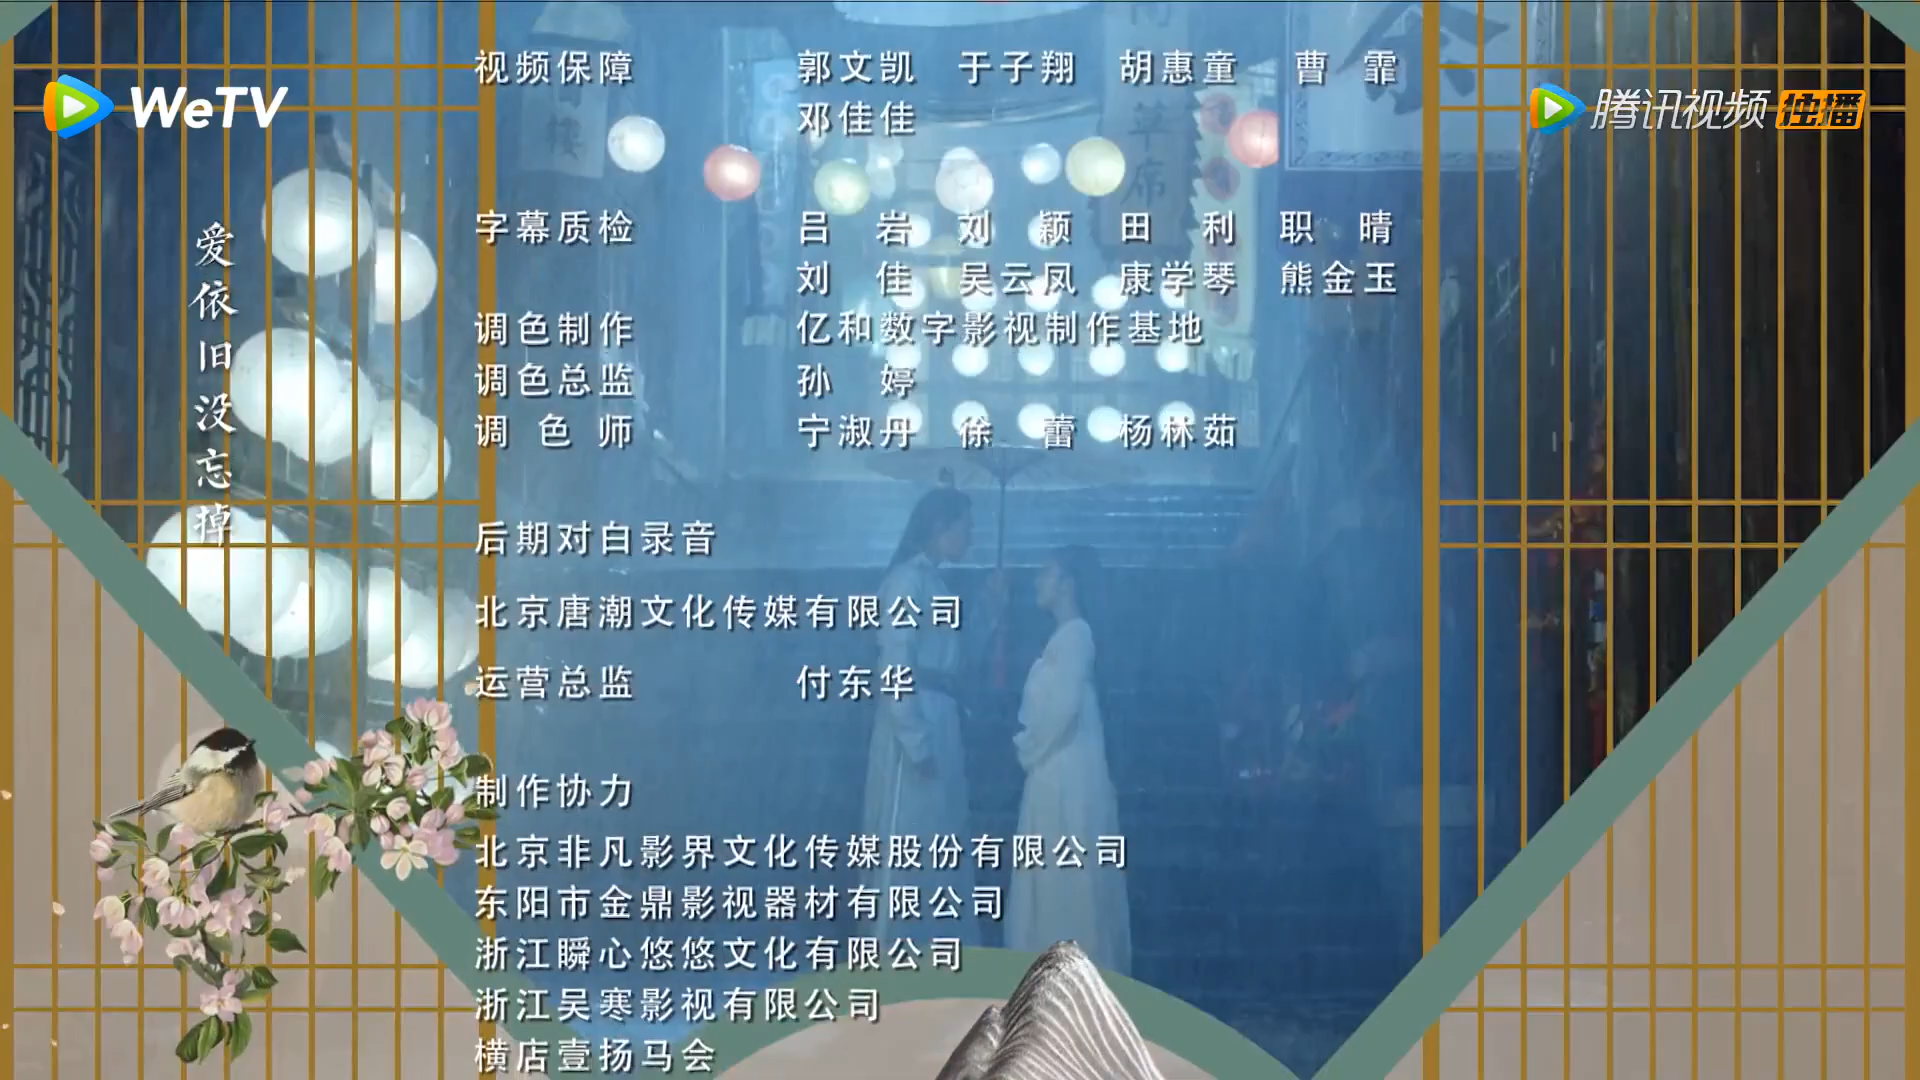 WeTV
腾讯视频 独播
爱依旧没忘掉
视频保障 郭文凯 于子翔 胡惠童 曹霏
邓佳佳
字幕质检 吕岩 刘颖 田利 职晴
刘佳 吴云凤 康学琴 熊金玉
调色制作 亿和数字影视制作基地
调色总监 孙婷
调色师 宁淑丹 徐蕾 杨林茹
后期对白录音
北京唐潮文化传媒有限公司
运营总监 付东华
制作协力
北京非凡影界文化传媒股份有限公司
东阳市金鼎影视器材有限公司
浙江瞬心悠悠文化有限公司
浙江吴寒影视有限公司
横店壹扬马会